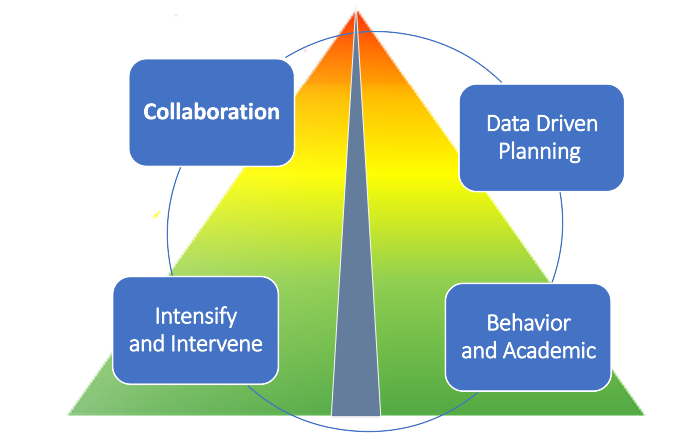 Collaboration
Data Driven
Planning
Intensify
and Intervene
Behavior
and Academic